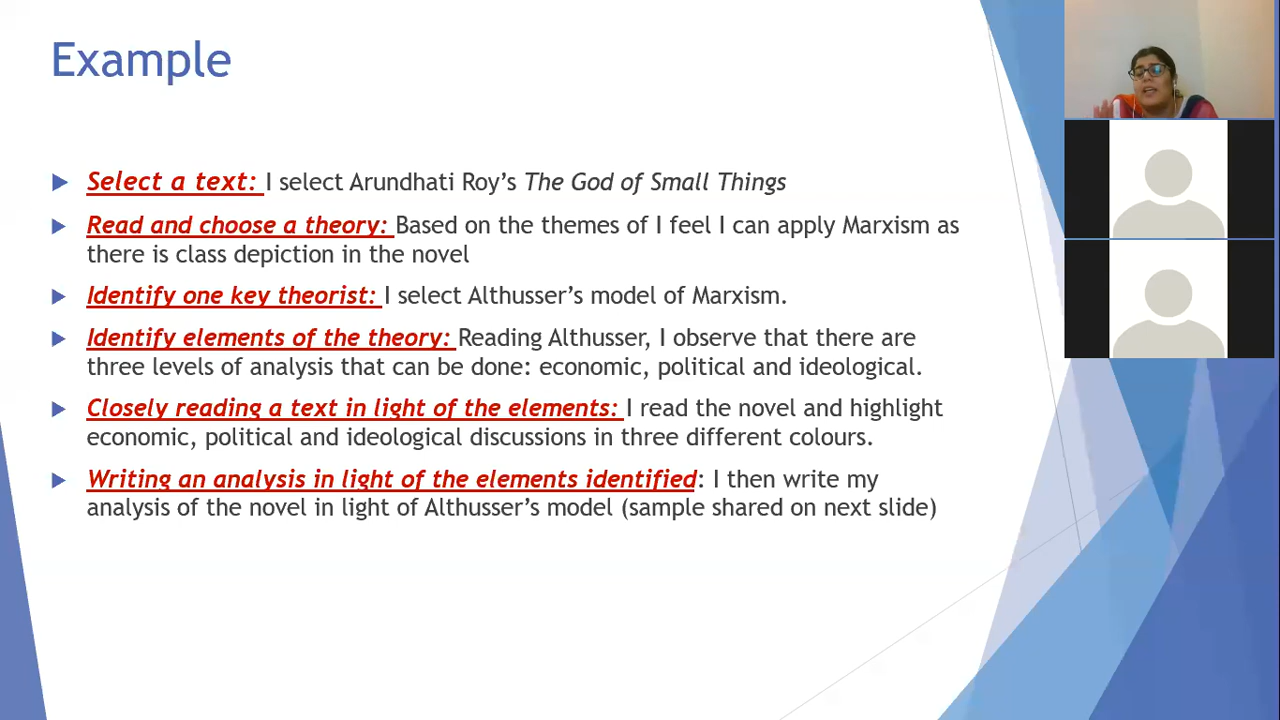 Example
Select a text: I select Arundhati Roy's The God of Small Things
Read and choose a theory: Based on the themes of I feel I can apply Marxism as
there is class depiction in the novel
Identify one key theorist: I select Althusser's model of Marxism.
Identify elements of the theory: Reading Althusser, I observe that there are
three levels of analysis that can be done: economic, political and ideological.
Closely reading a text in light of the elements: I read the novel and highlight
economic, political and ideological discussions in three different colours.
Writing an analysis in light of the elements identified: I then write my
analysis of the novel in light of Althusser's model (sample shared on next slide)